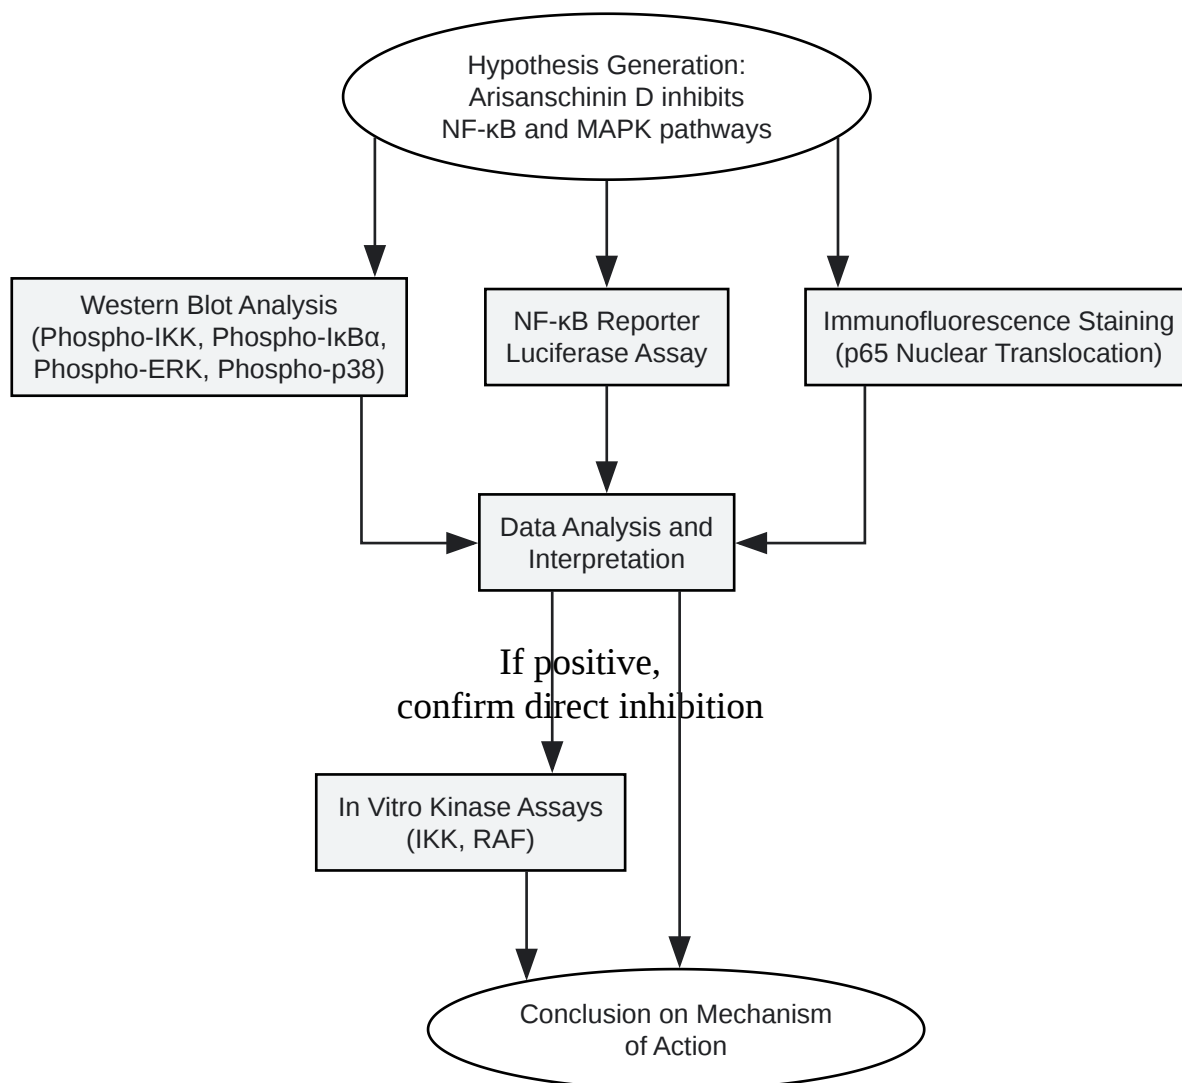 Hypothesis Generation:
Arisanschinin D inhibits
NF-κB and MAPK pathways
Western Blot Analysis
(Phospho-IKK, Phospho-IκBα,
Phospho-ERK, Phospho-p38)
NF-κB Reporter
Luciferase Assay
Immunofluorescence Staining
(p65 Nuclear Translocation)
Data Analysis and
Interpretation
If positive,
confirm direct inhibition
In Vitro Kinase Assays
(IKK, RAF)
Conclusion on Mechanism
of Action